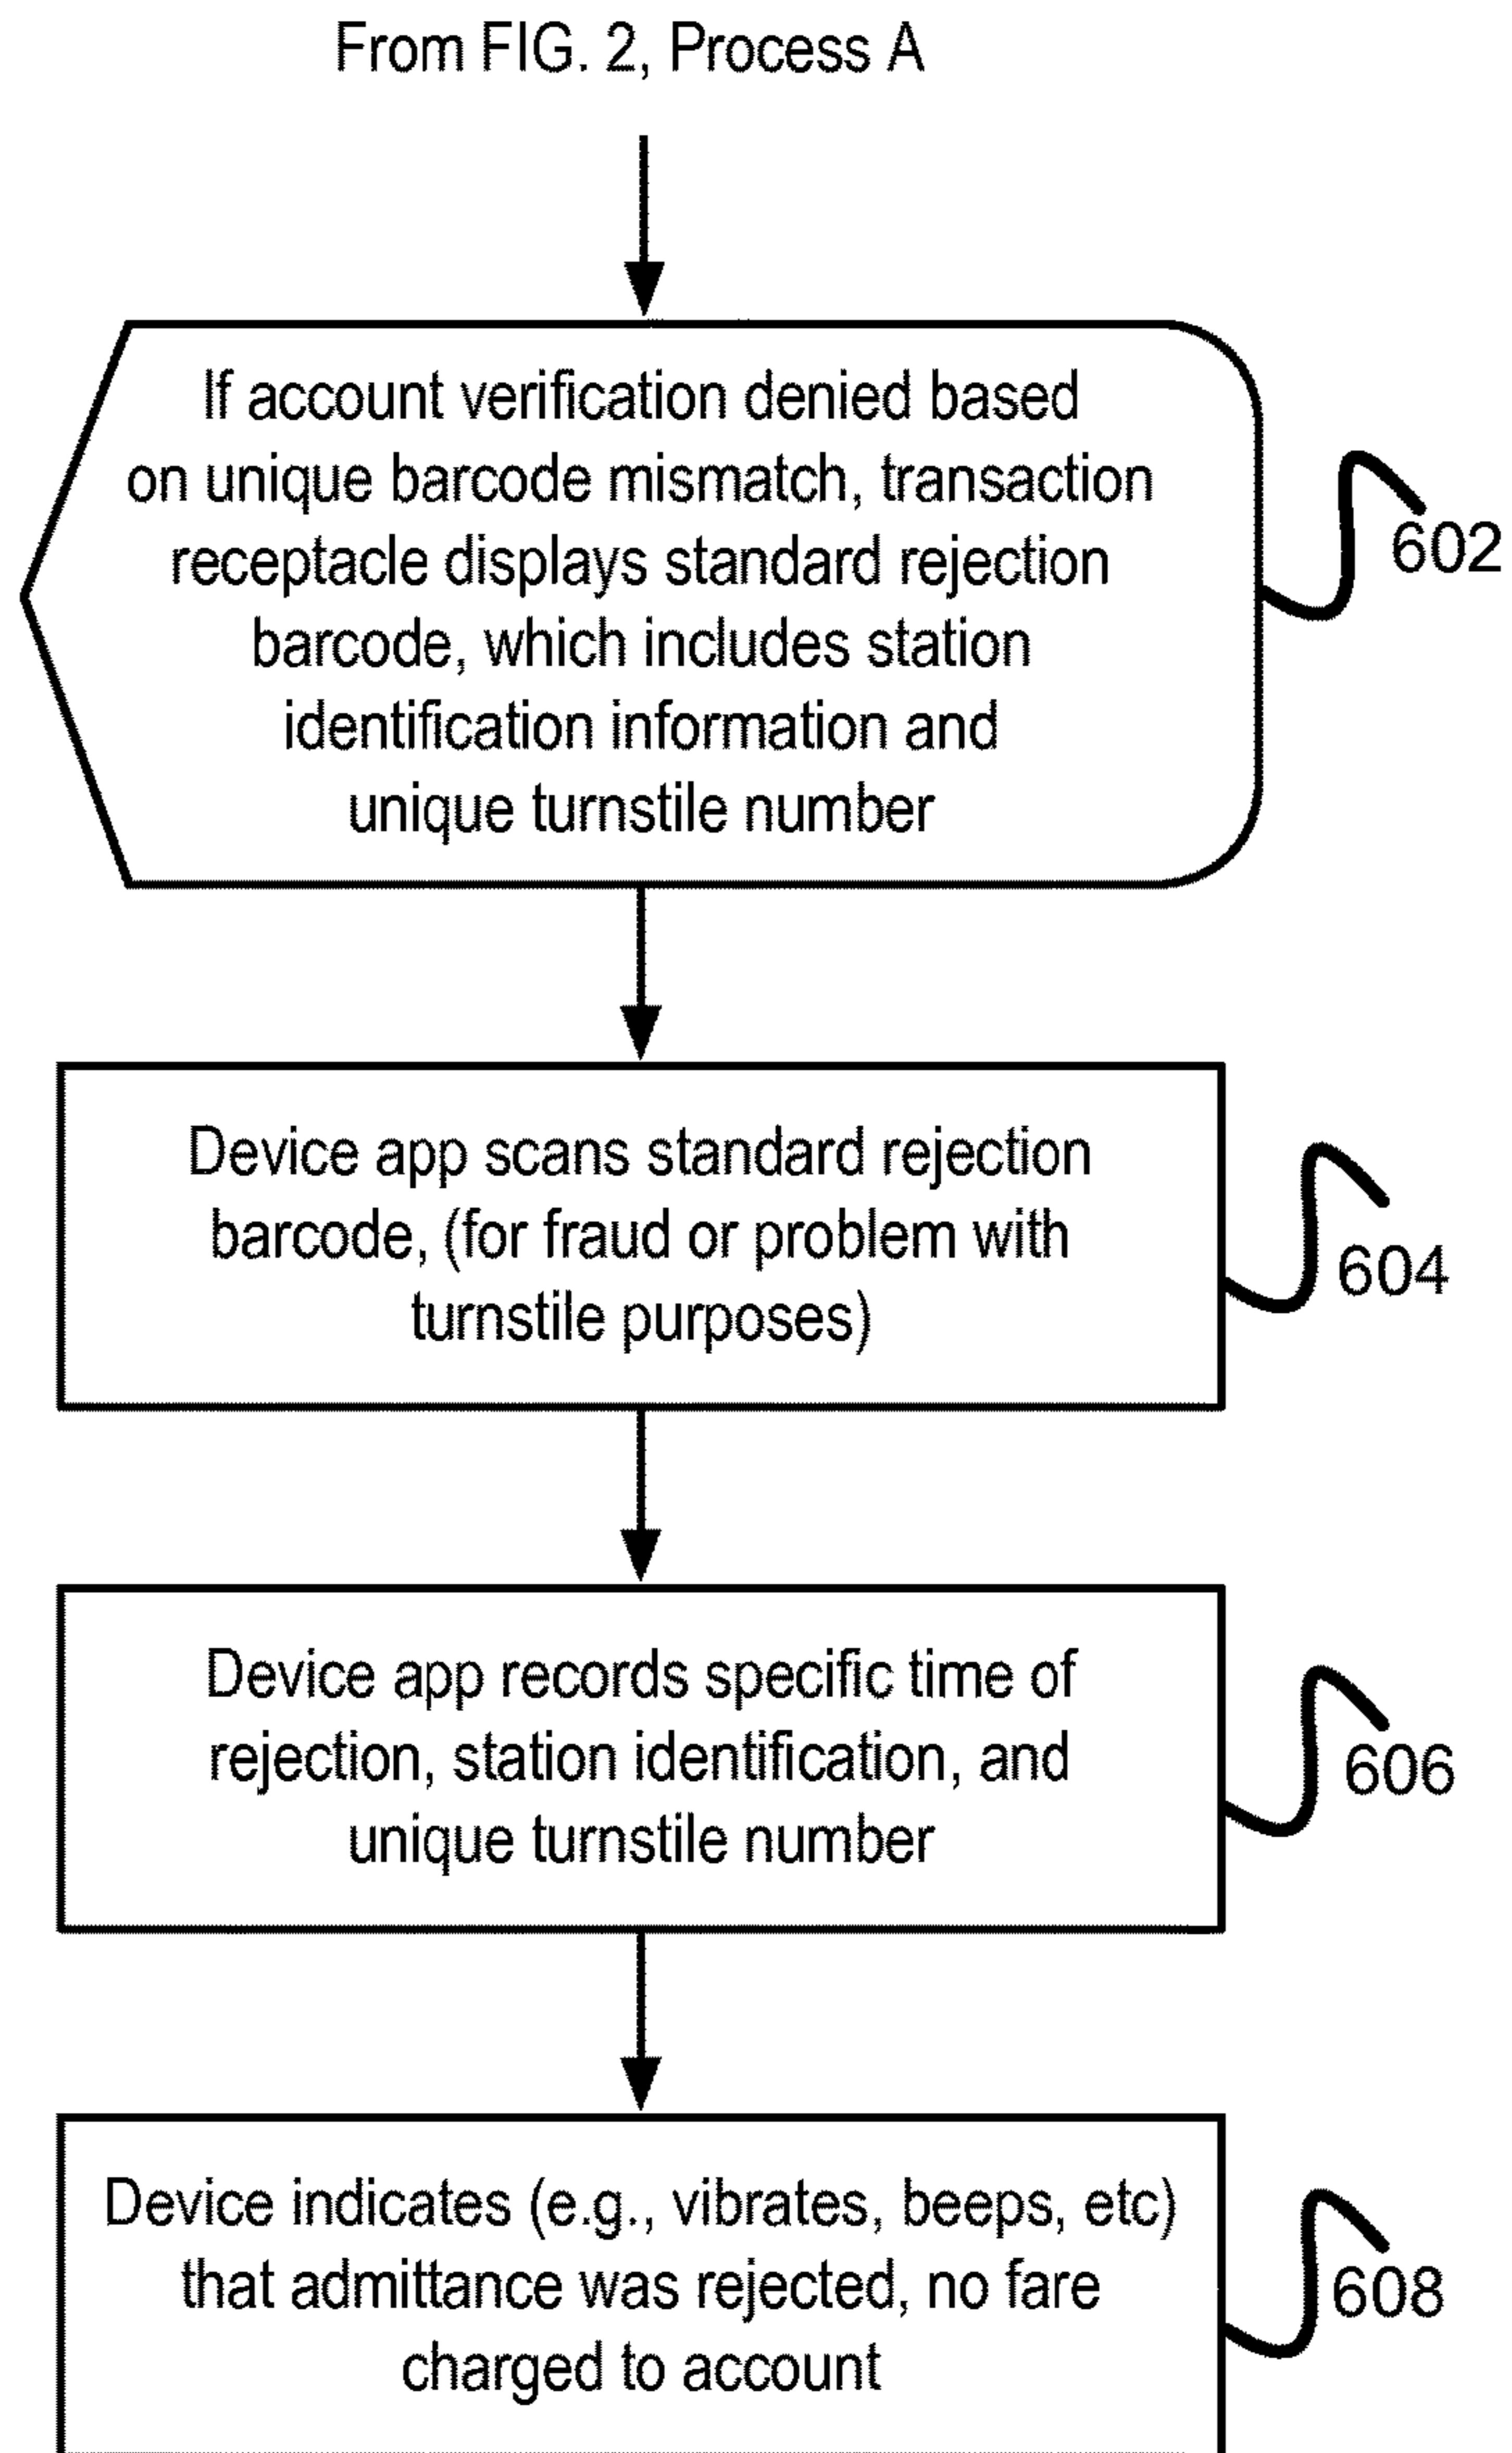 From FIG. 2, Process A
If account verification denied based
on unique barcode mismatch, transaction
receptacle displays standard rejection
barcode, which includes station
identification information and
unique turnstile number
602
Device app scans standard rejection
barcode, (for fraud or problem with
turnstile purposes)
604
Device app records specific time of
rejection, station identification, and
unique turnstile number
606
Device indicates (e.g., vibrates, beeps, etc)
that admittance was rejected, no fare
charged to account
608